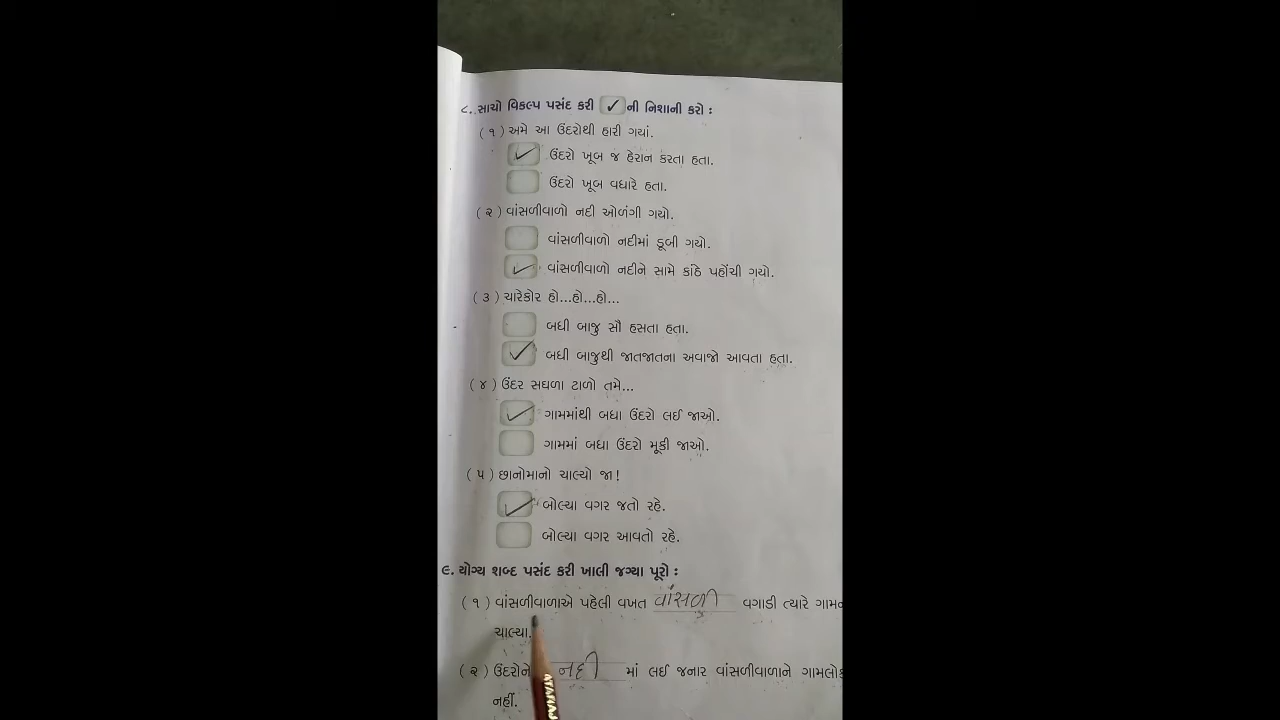 ૮. સાચો વિકલ્પ પસંદ કરી ✓ ની નિશાની કરો :
(૧) અમે આ ઉંદરોથી હારી ગયાં.
✓ ઉંદરો ખૂબ જ હેરાન કરતા હતા.
ઉંદરો ખૂબ વધારે હતા.
(૨) વાંસળીવાળો નદી ઓળંગી ગયો.
વાંસળીવાળો નદીમાં ડૂબી ગયો.
✓ વાંસળીવાળો નદીને સામે કાંઠે પહોંચી ગયો.
(૩) ચારેકોર હો...હો...હો...
બધી બાજુ સૌ હસતા હતા.
✓ બધી બાજુથી જાતજાતના અવાજો આવતા હતા.
(૪) ઉંદર સઘળા ટાળો તમે...
✓ ગામમાંથી બધા ઉંદરો લઈ જાઓ.
ગામમાં બધા ઉંદરો મૂકી જાઓ.
(૫) છાનોમાનો ચાલ્યો જા!
✓ બોલ્યા વગર જતો રહે.
બોલ્યા વગર આવતો રહે.
૯. યોગ્ય શબ્દ પસંદ કરી ખાલી જગ્યા પૂરો :
(૧) વાંસળીવાળાએ પહેલી વખત વાંસળી વગાડી ત્યારે
ચાલ્યા.
(૨) ઉંદરોને નદી માં લઈ જનાર વાંસળીવાળાને
નહીં.